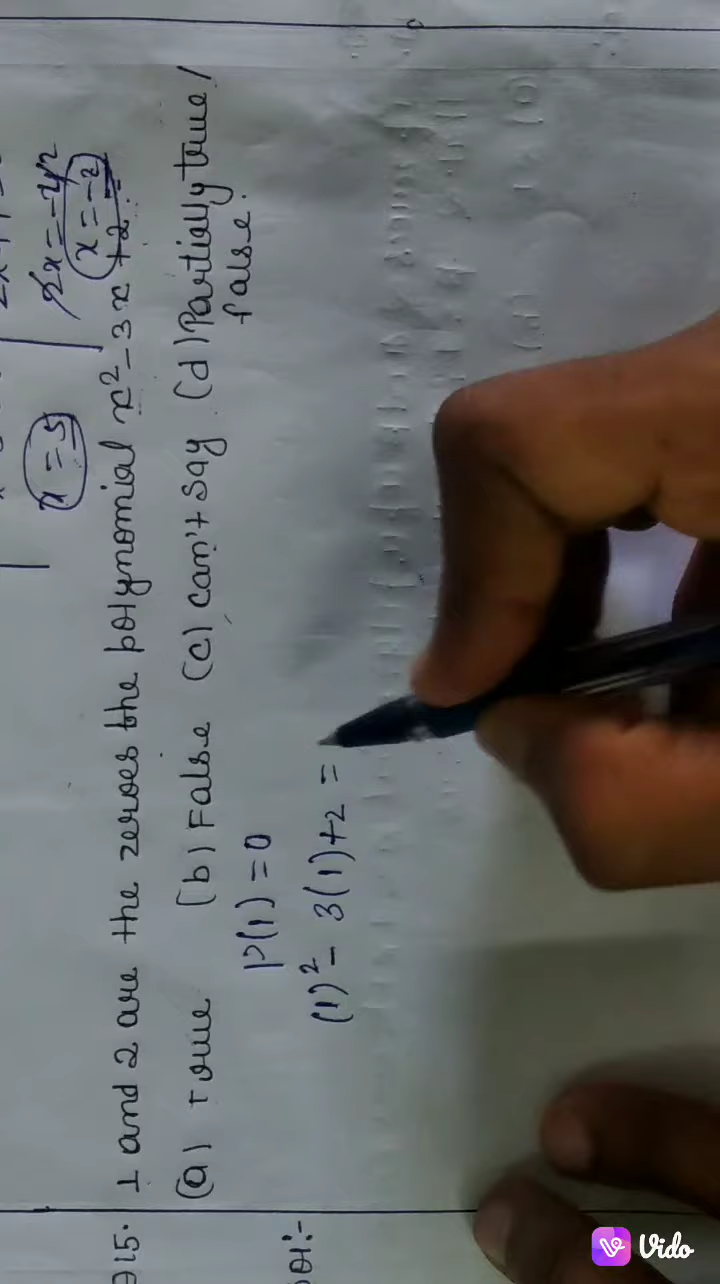 x = 5
2x = -4
x = -2
15. 1 and 2 are the zeroes the polynomial x² - 3x + 2.
(a) True (b) False (c) can't say (d) Partially true/
false.
Sol:-
P(1) = 0
(1)² - 3(1) + 2 =
Vido